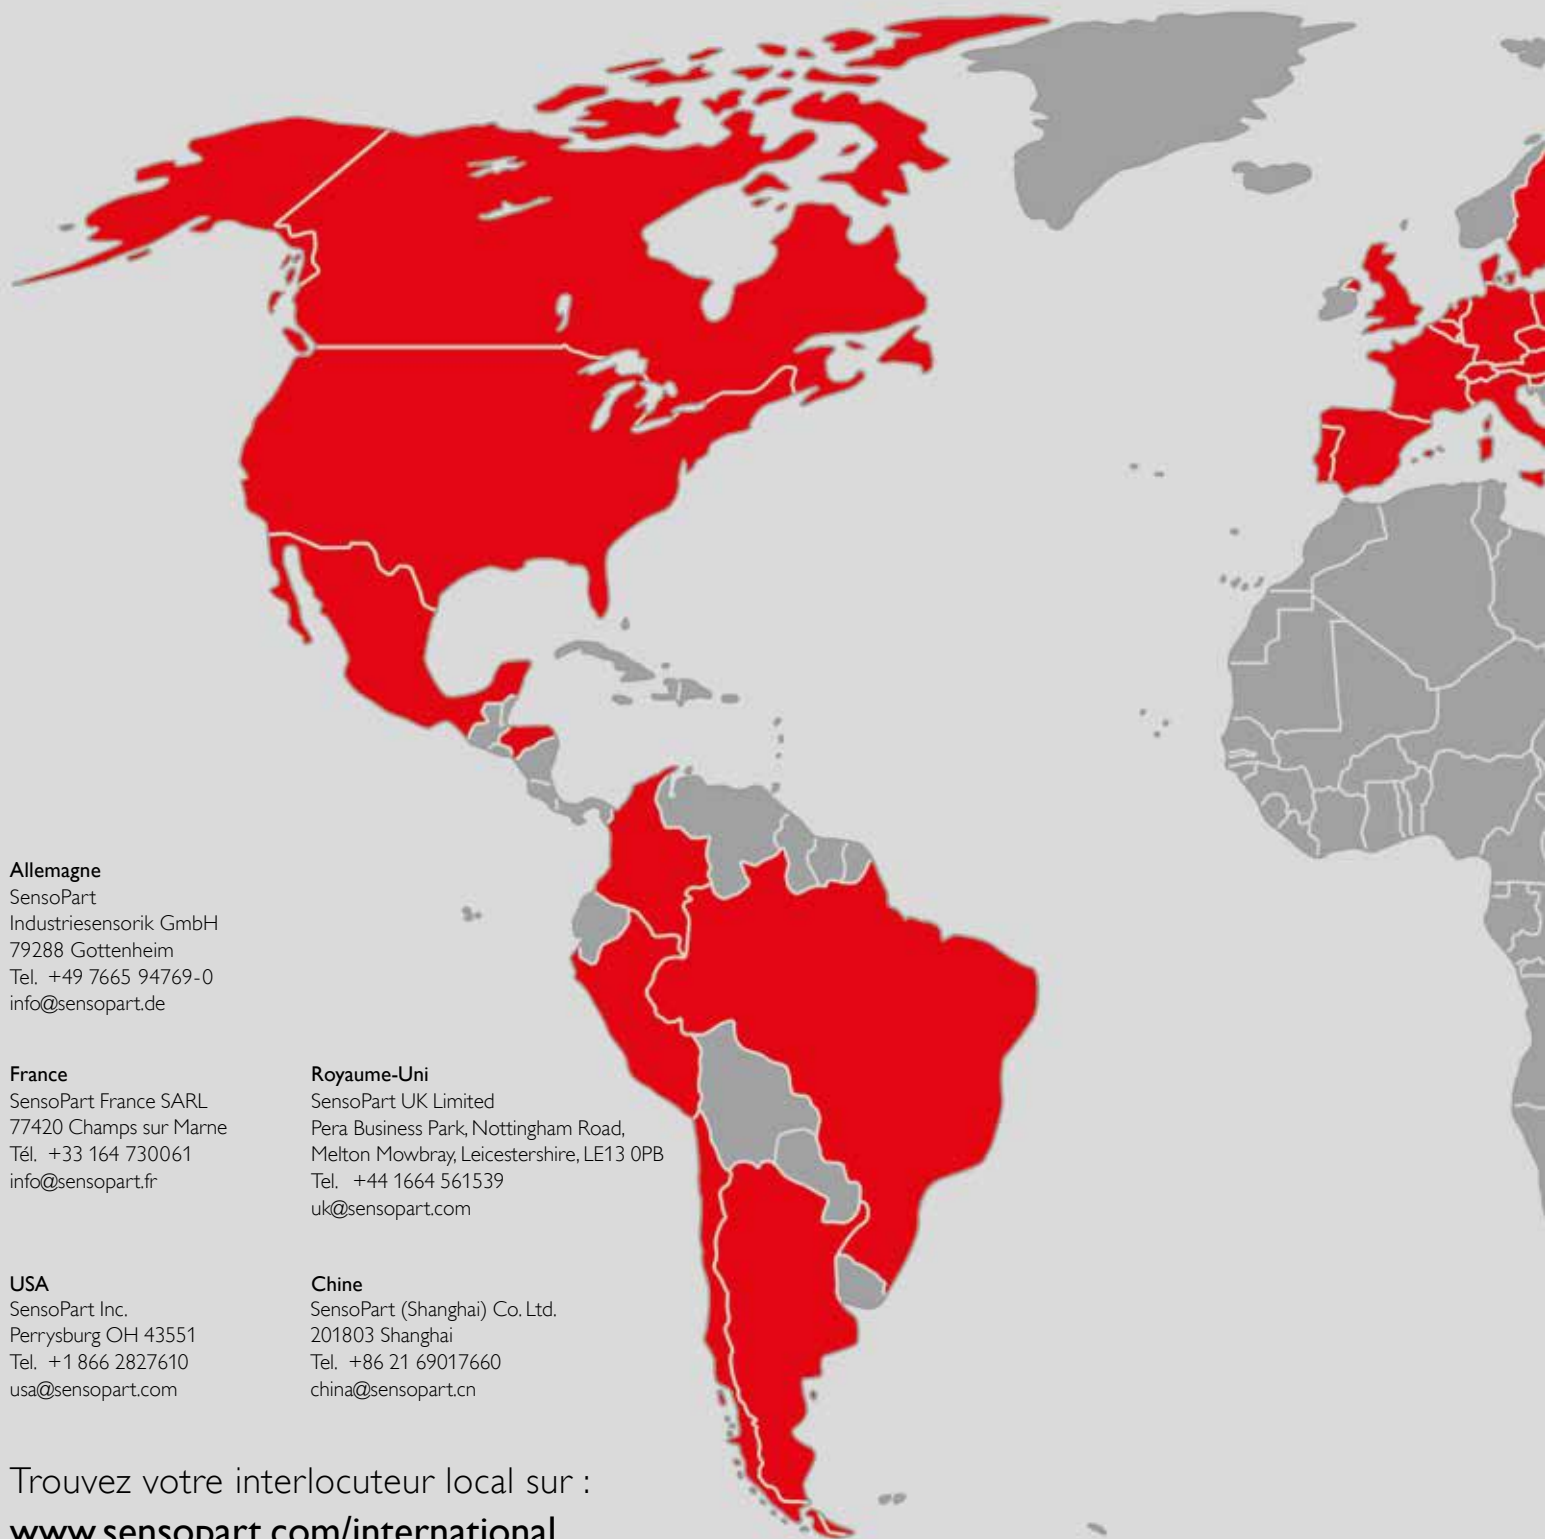 Allemagne
SensoPart
Industriesensorik GmbH
79288 Gottenheim
Tel. +49 7665 94769-0
info@sensopart.de
France
SensoPart France SARL
77420 Champs sur Marne
Tél. +33 164 730061
info@sensopart.fr
Royaume-Uni
SensoPart UK Limited
Pera Business Park, Nottingham Road,
Melton Mowbray, Leicestershire, LE13 0PB
Tel. +44 1664 561539
uk@sensopart.com
USA
SensoPart Inc.
Perrysburg OH 43551
Tel. +1 866 2827610
usa@sensopart.com
Chine
SensoPart (Shanghai) Co. Ltd.
201803 Shanghai
Tel. +86 21 69017660
china@sensopart.cn
Trouvez votre interlocuteur local sur :
www.sensopart.com/international